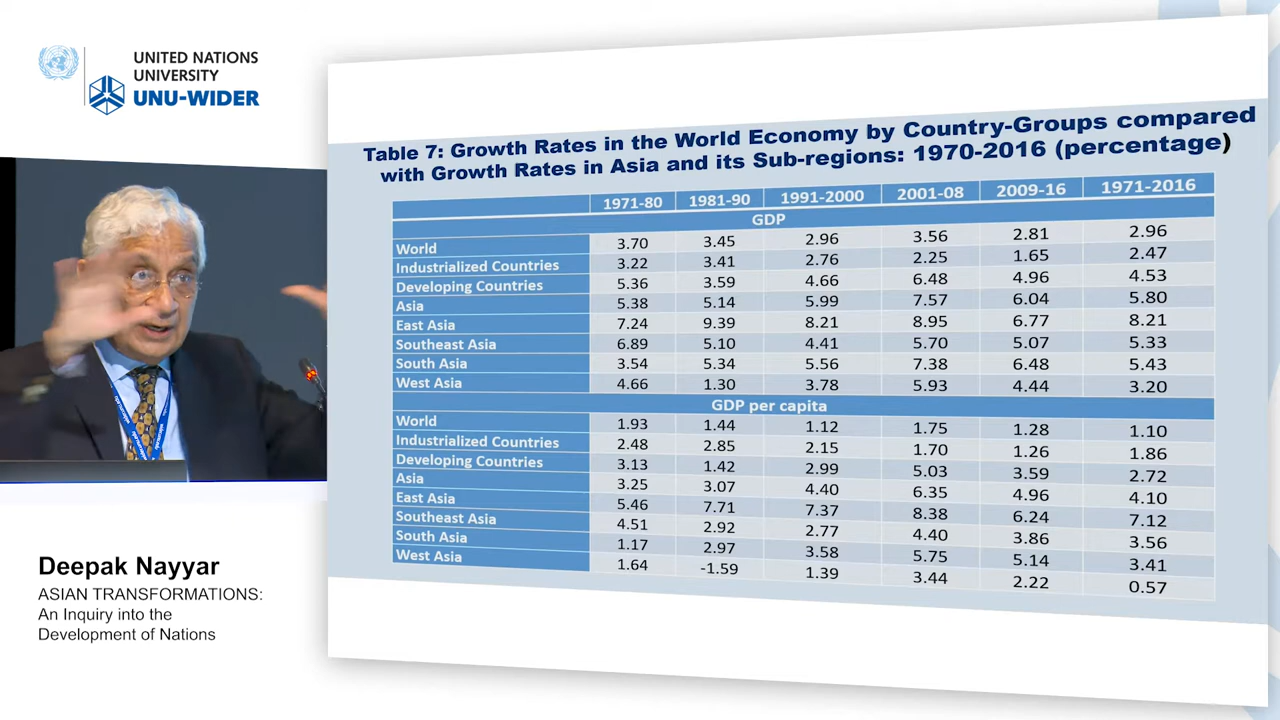 UNITED NATIONS
UNIVERSITY
UNU-WIDER
Table 7: Growth Rates in the World Economy by Country-Groups compared
with Growth Rates in Asia and its Sub-regions: 1970-2016 (percentage)
1971-80 1981-90 1991-2000 2001-08 2009-16 1971-2016
GDP
World 3.70 3.45 2.96 3.56 2.81 2.96
Industrialized Countries 3.22 3.41 2.76 2.25 1.65 2.47
Developing Countries 5.36 3.59 4.66 6.48 4.96 4.53
Asia 5.38 5.14 5.99 7.57 6.04 5.80
East Asia 7.24 9.39 8.21 8.95 6.77 8.21
Southeast Asia 6.89 5.10 4.41 5.70 5.07 5.33
South Asia 3.54 5.34 5.56 7.38 6.48 5.43
West Asia 4.66 1.30 3.78 5.93 4.44 3.20
GDP per capita
World 1.93 1.44 1.12 1.75 1.28 1.10
Industrialized Countries 2.48 2.85 2.15 1.70 1.26 1.86
Developing Countries 3.13 1.42 2.99 5.03 3.59 2.72
Asia 3.25 3.07 4.40 6.35 4.96 4.10
East Asia 5.46 7.71 7.37 8.38 6.24 7.12
Southeast Asia 4.51 2.92 2.77 4.40 3.86 3.56
South Asia 1.17 2.97 3.58 5.75 5.14 3.41
West Asia 1.64 -1.59 1.39 3.44 2.22 0.57
Deepak Nayyar
ASIAN TRANSFORMATIONS:
An Inquiry into the
Development of Nations